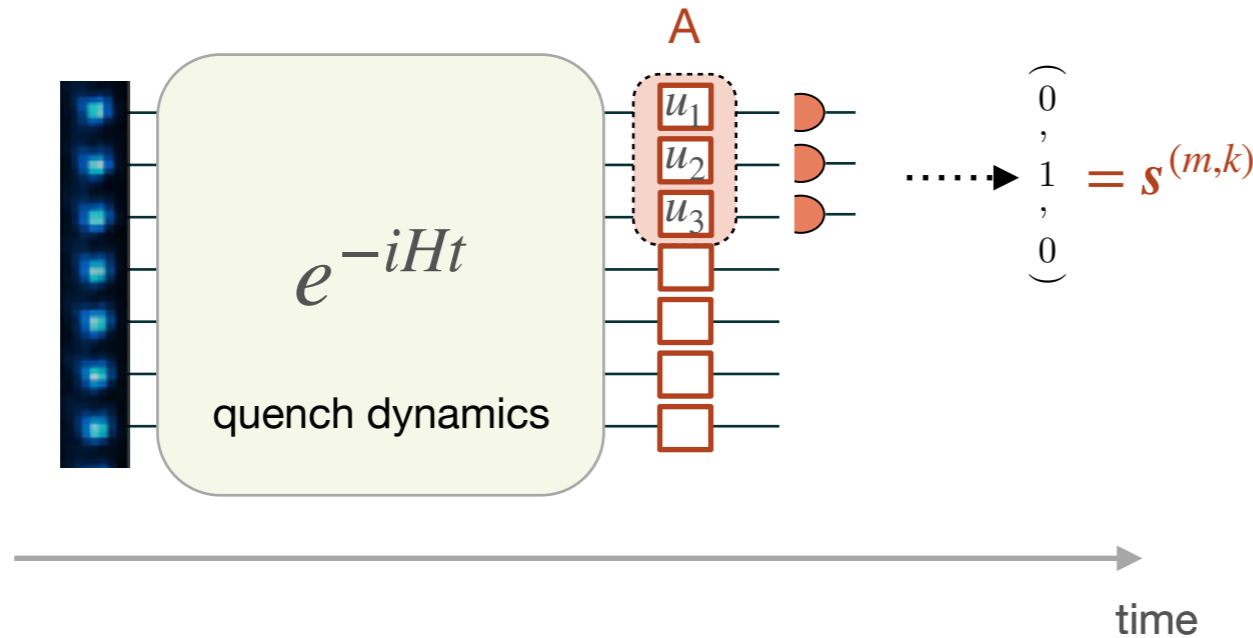 A
u₁
u₂
u₃
e^{−iHt}
quench dynamics
(0, 1, 0) = s^{(m,k)}
time